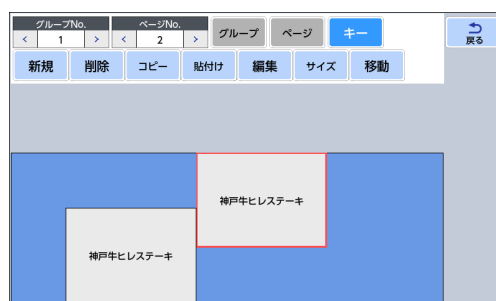 グループNo.
< 1 >
ページNo.
< 2 >
グループ
ページ
キー
戻る
新規
削除
コピー
貼付け
編集
サイズ
移動
神戸牛ヒレステーキ
神戸牛ヒレステーキ